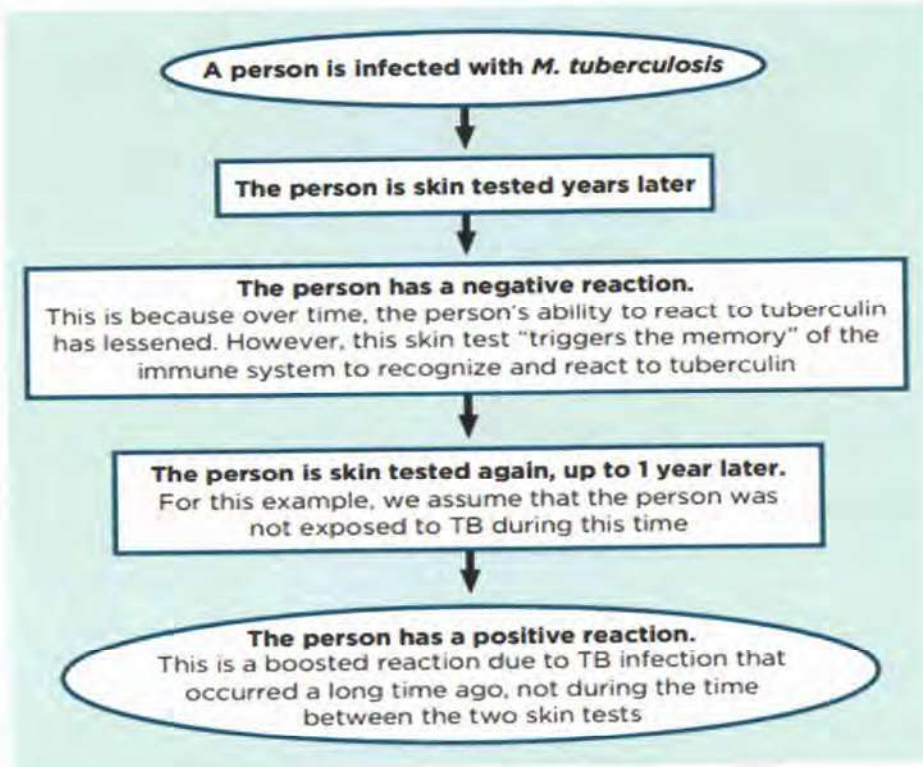 A person is infected with M. tuberculosis
The person is skin tested years later
The person has a negative reaction.
This is because over time, the person's ability to react to tuberculin
has lessened. However, this skin test "triggers the memory" of the
immune system to recognize and react to tuberculin
The person is skin tested again, up to 1 year later.
For this example, we assume that the person was
not exposed to TB during this time
The person has a positive reaction.
This is a boosted reaction due to TB infection that
occurred a long time ago, not during the time
between the two skin tests